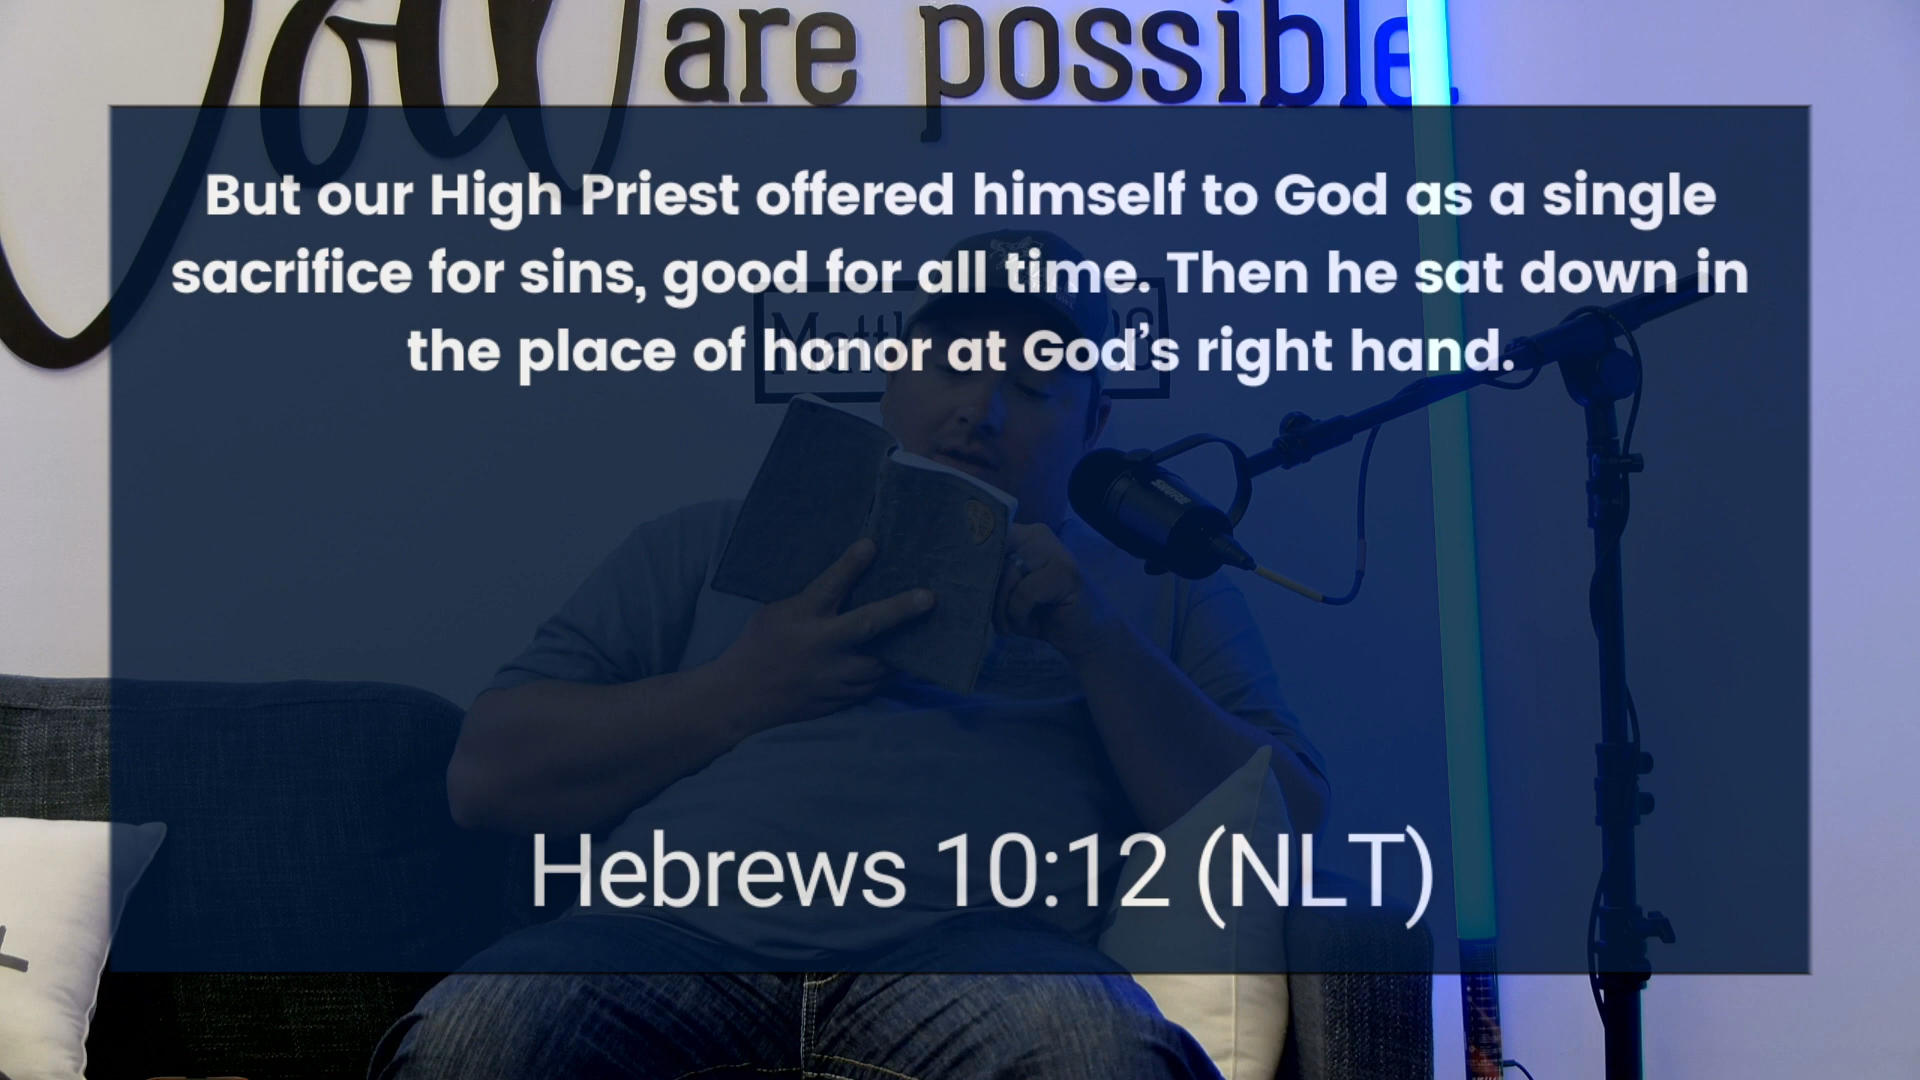 are possible.
But our High Priest offered himself to God as a single
sacrifice for sins, good for all time. Then he sat down in
the place of honor at God’s right hand.
SHURE
Hebrews 10:12 (NLT)